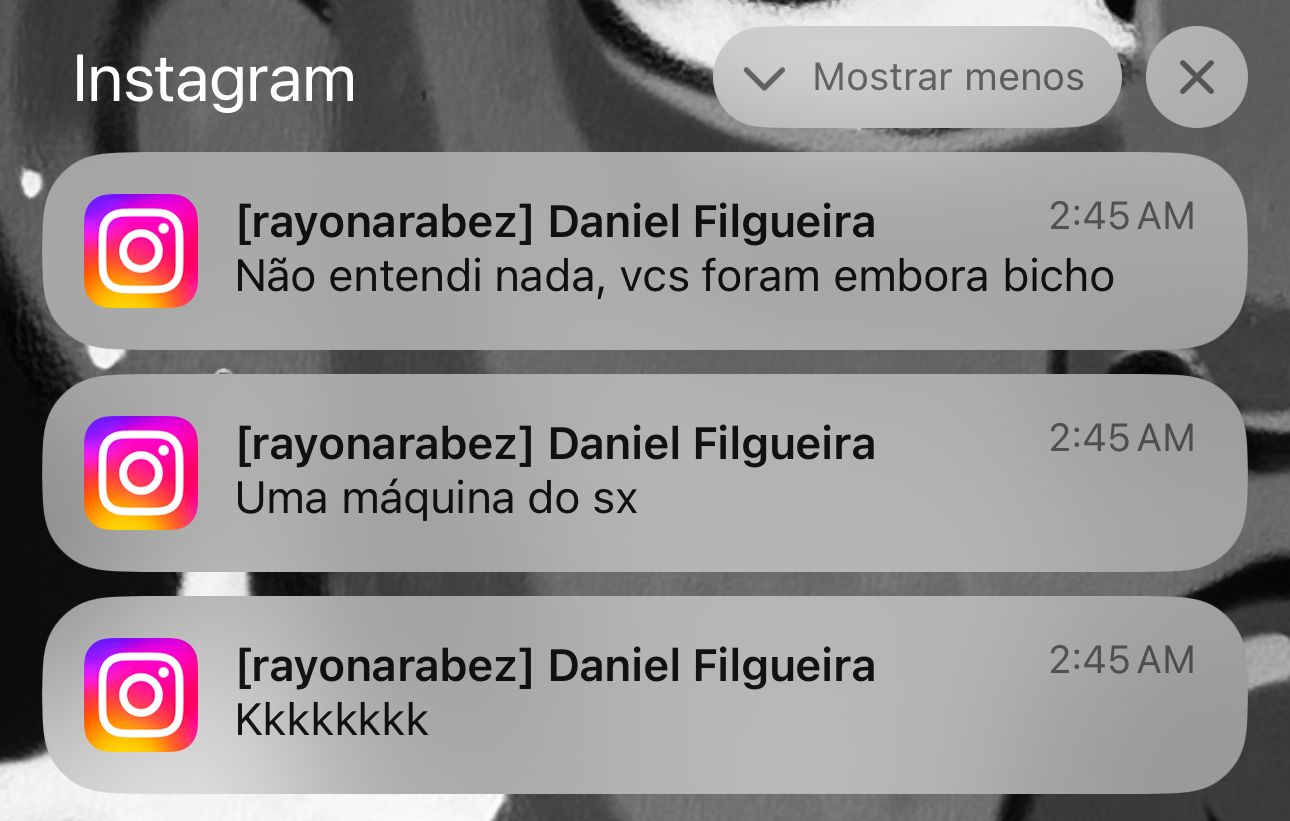 Instagram
Mostrar menos
[rayonarabez] Daniel Filgueira
2:45 AM
Não entendi nada, vcs foram embora bicho
[rayonarabez] Daniel Filgueira
2:45 AM
Uma máquina do sx
[rayonarabez] Daniel Filgueira
2:45 AM
Kkkkkkkk